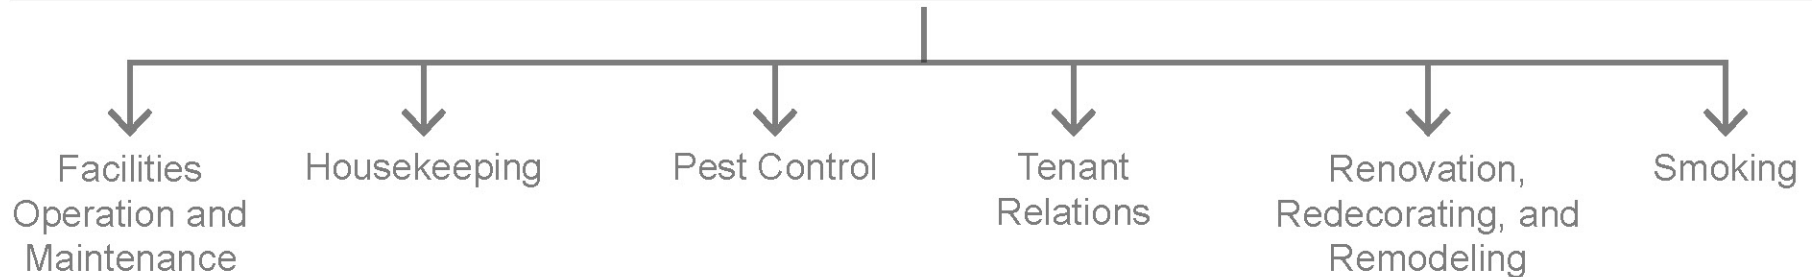 Facilities
Operation and
Maintenance
Housekeeping
Pest Control
Tenant
Relations
Renovation,
Redecorating, and
Remodeling
Smoking